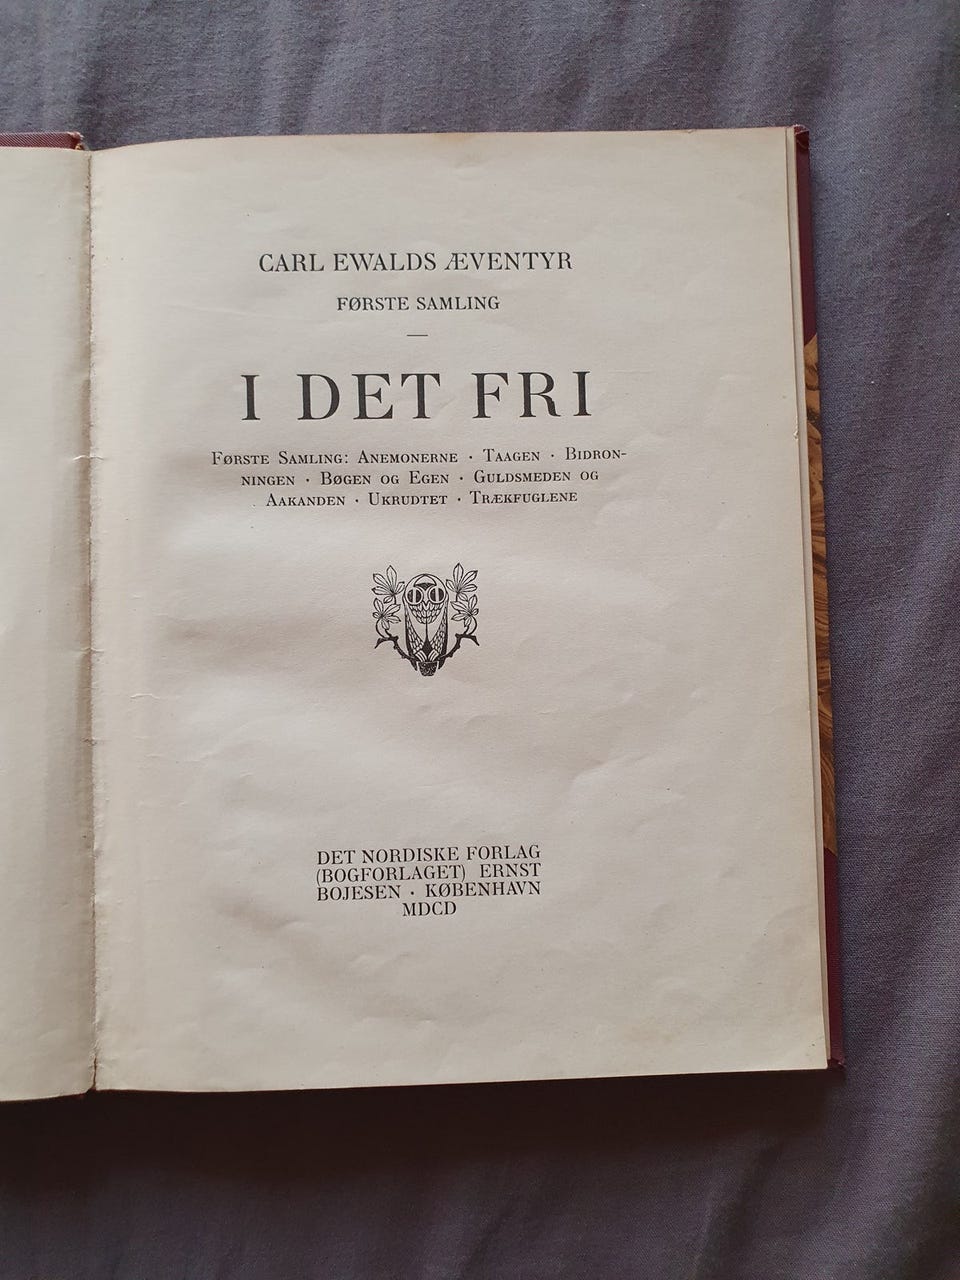 CARL EWALDS ÆVENTYR
FØRSTE SAMLING
—
I DET FRI
FØRSTE SAMLING: ANEMONERNE · TAAGEN · BIDRON-
NINGEN · BØGEN OG EGEN · GULDSMEDEN OG
AAKANDEN · UKRUDTET · TRÆKFUGLENE
DET NORDISKE FORLAG
(BOGFORLAGET) ERNST
BOJESEN · KØBENHAVN
MDCD